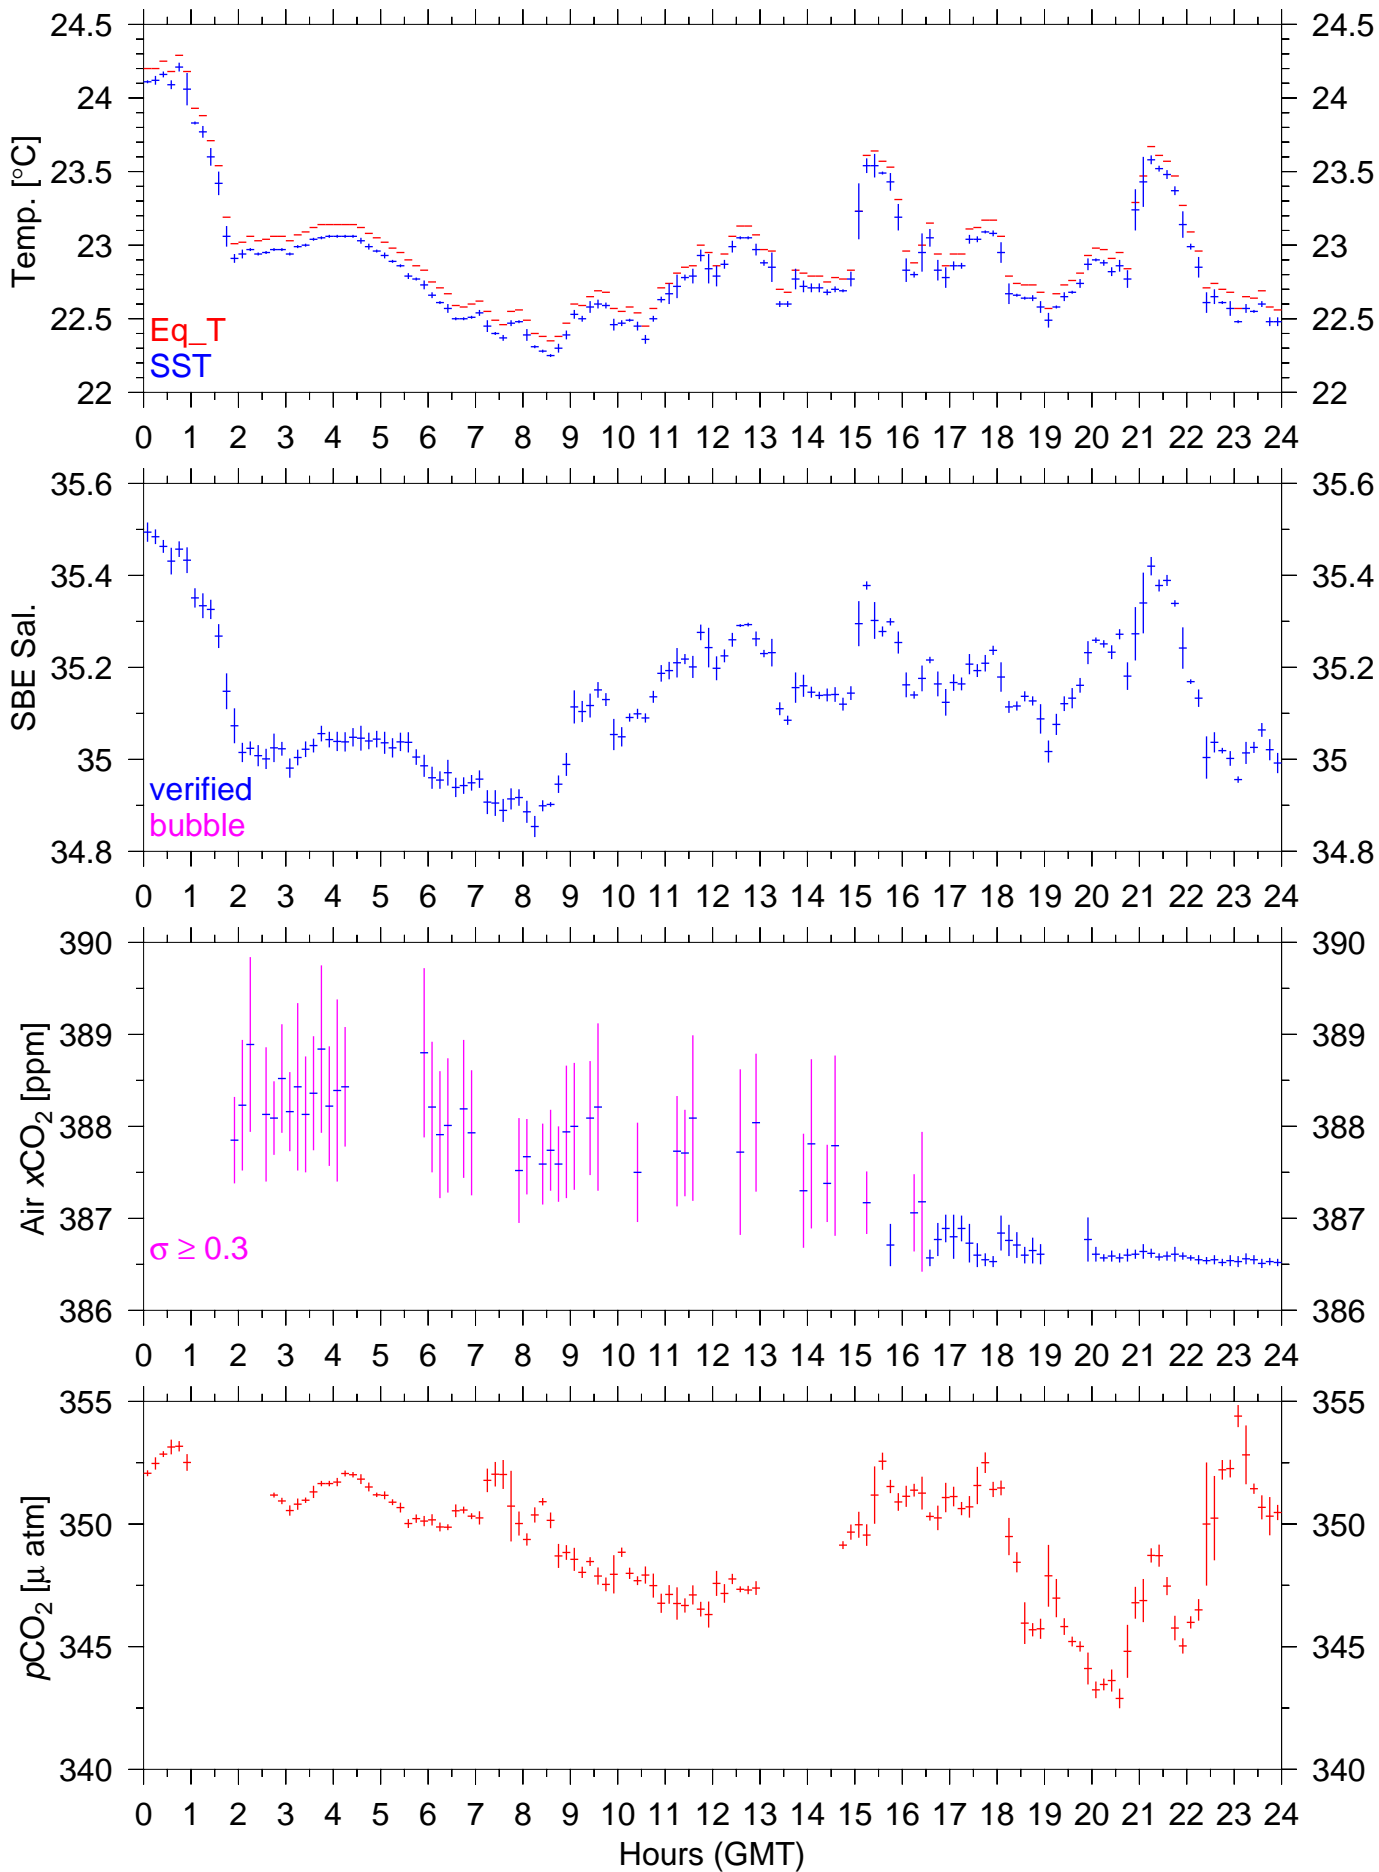 24.5 24.5
24 24
23.5 23.5
23 23
22.5 22.5
22 22
Temp. [°C]
Eq_T
SST
0 1 2 3 4 5 6 7 8 9 10 11 12 13 14 15 16 17 18 19 20 21 22 23 24
35.6 35.6
35.4 35.4
35.2 35.2
35 35
34.8 34.8
SBE Sal.
verified
bubble
0 1 2 3 4 5 6 7 8 9 10 11 12 13 14 15 16 17 18 19 20 21 22 23 24
390 390
389 389
388 388
387 387
386 386
Air xCO₂ [ppm]
σ ≥ 0.3
0 1 2 3 4 5 6 7 8 9 10 11 12 13 14 15 16 17 18 19 20 21 22 23 24
355 355
350 350
345 345
340 340
pCO₂ [μ atm]
0 1 2 3 4 5 6 7 8 9 10 11 12 13 14 15 16 17 18 19 20 21 22 23 24
Hours (GMT)